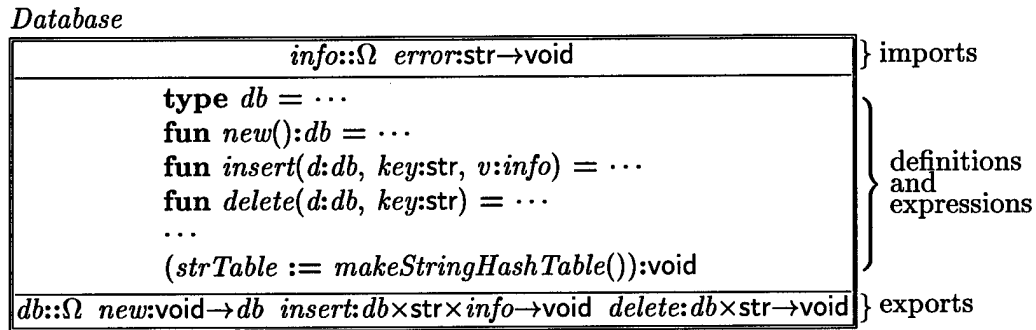 Database
info::Ω error:str→void } imports
type db = ···
fun new():db = ···
fun insert(d:db, key:str, v:info) = ···
fun delete(d:db, key:str) = ···
···
(strTable := makeStringHashTable()):void
definitions
and
expressions
db::Ω new:void→db insert:db×str×info→void delete:db×str→void } exports